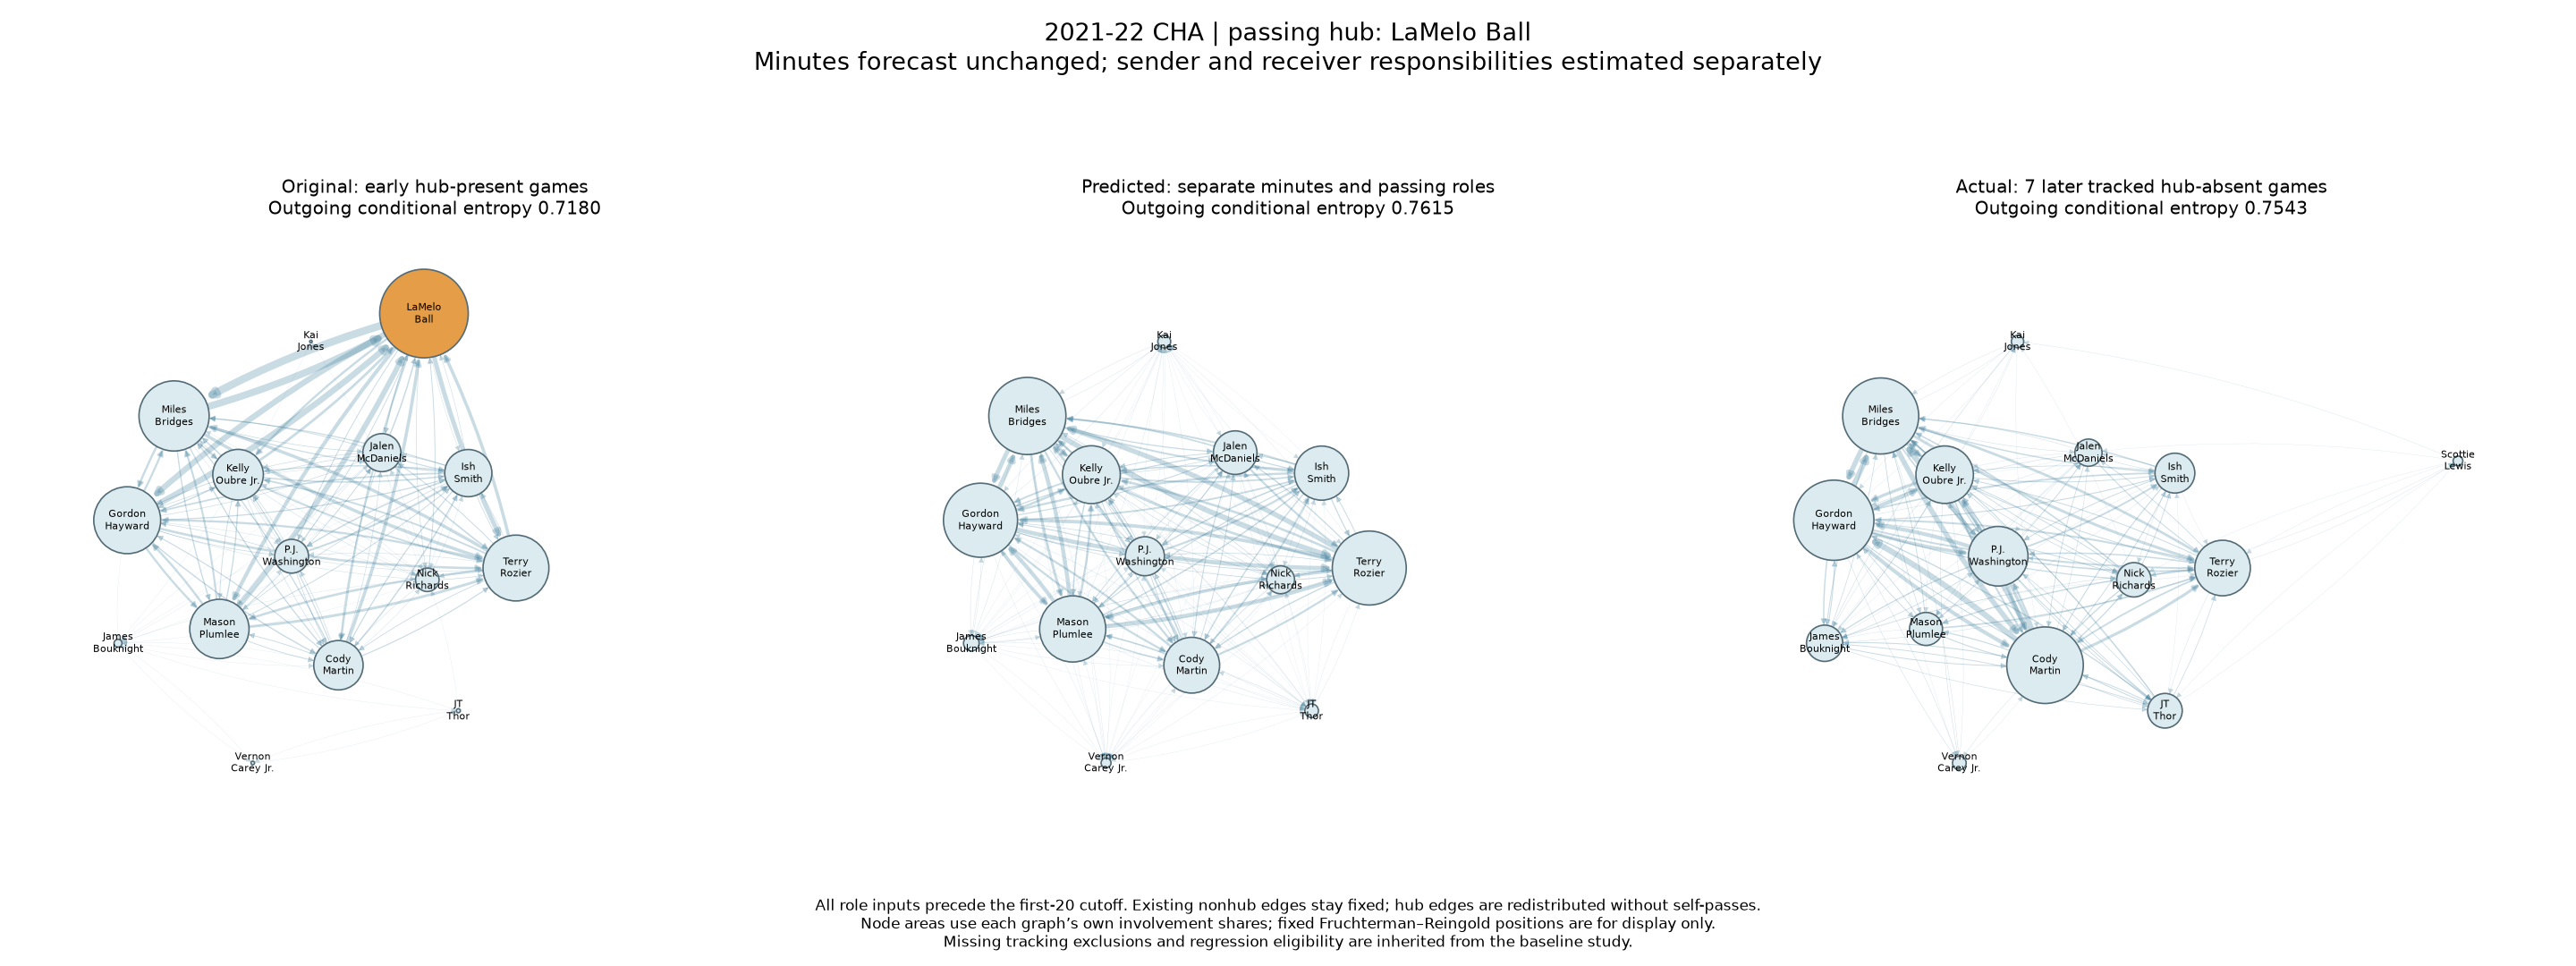 2021-22 CHA | passing hub: LaMelo Ball
Minutes forecast unchanged; sender and receiver responsibilities estimated separately
Original: early hub-present games
Outgoing conditional entropy 0.7180
LaMelo
Ball
Kai
Jones
Miles
Bridges
Jalen
McDaniels
Kelly
Oubre Jr.
Ish
Smith
Gordon
Hayward
P.J.
Washington
Nick
Richards
Terry
Rozier
James
Bouknight
Mason
Plumlee
Cody
Martin
JT
Thor
Vernon
Carey Jr.
Predicted: separate minutes and passing roles
Outgoing conditional entropy 0.7615
Kai
Jones
Miles
Bridges
Jalen
McDaniels
Kelly
Oubre Jr.
Ish
Smith
Gordon
Hayward
P.J.
Washington
Nick
Richards
Terry
Rozier
James
Bouknight
Mason
Plumlee
Cody
Martin
JT
Thor
Vernon
Carey Jr.
Actual: 7 later tracked hub-absent games
Outgoing conditional entropy 0.7543
Kai
Jones
Miles
Bridges
Jalen
McDaniels
Scottie
Lewis
Kelly
Oubre Jr.
Ish
Smith
Gordon
Hayward
P.J.
Washington
Nick
Richards
Terry
Rozier
James
Bouknight
Mason
Plumlee
Cody
Martin
JT
Thor
Vernon
Carey Jr.
All role inputs precede the first-20 cutoff. Existing nonhub edges stay fixed; hub edges are redistributed without self-passes.
Node areas use each graph’s own involvement shares; fixed Fruchterman–Reingold positions are for display only.
Missing tracking exclusions and regression eligibility are inherited from the baseline study.